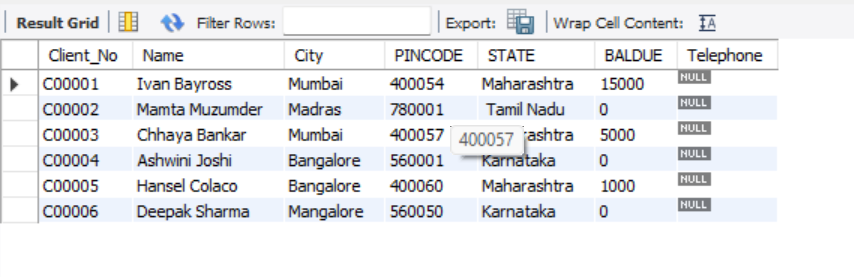 Result Grid Filter Rows: Export: Wrap Cell Content: IA
Client_No Name City PINCODE STATE BALDUE Telephone
C00001 Ivan Bayross Mumbai 400054 Maharashtra 15000 NULL
C00002 Mamta Muzumder Madras 780001 Tamil Nadu 0 NULL
C00003 Chhaya Bankar Mumbai 400057 400057 ashtra 5000 NULL
C00004 Ashwini Joshi Bangalore 560001 Karnataka 0 NULL
C00005 Hansel Colaco Bangalore 400060 Maharashtra 1000 NULL
C00006 Deepak Sharma Mangalore 560050 Karnataka 0 NULL